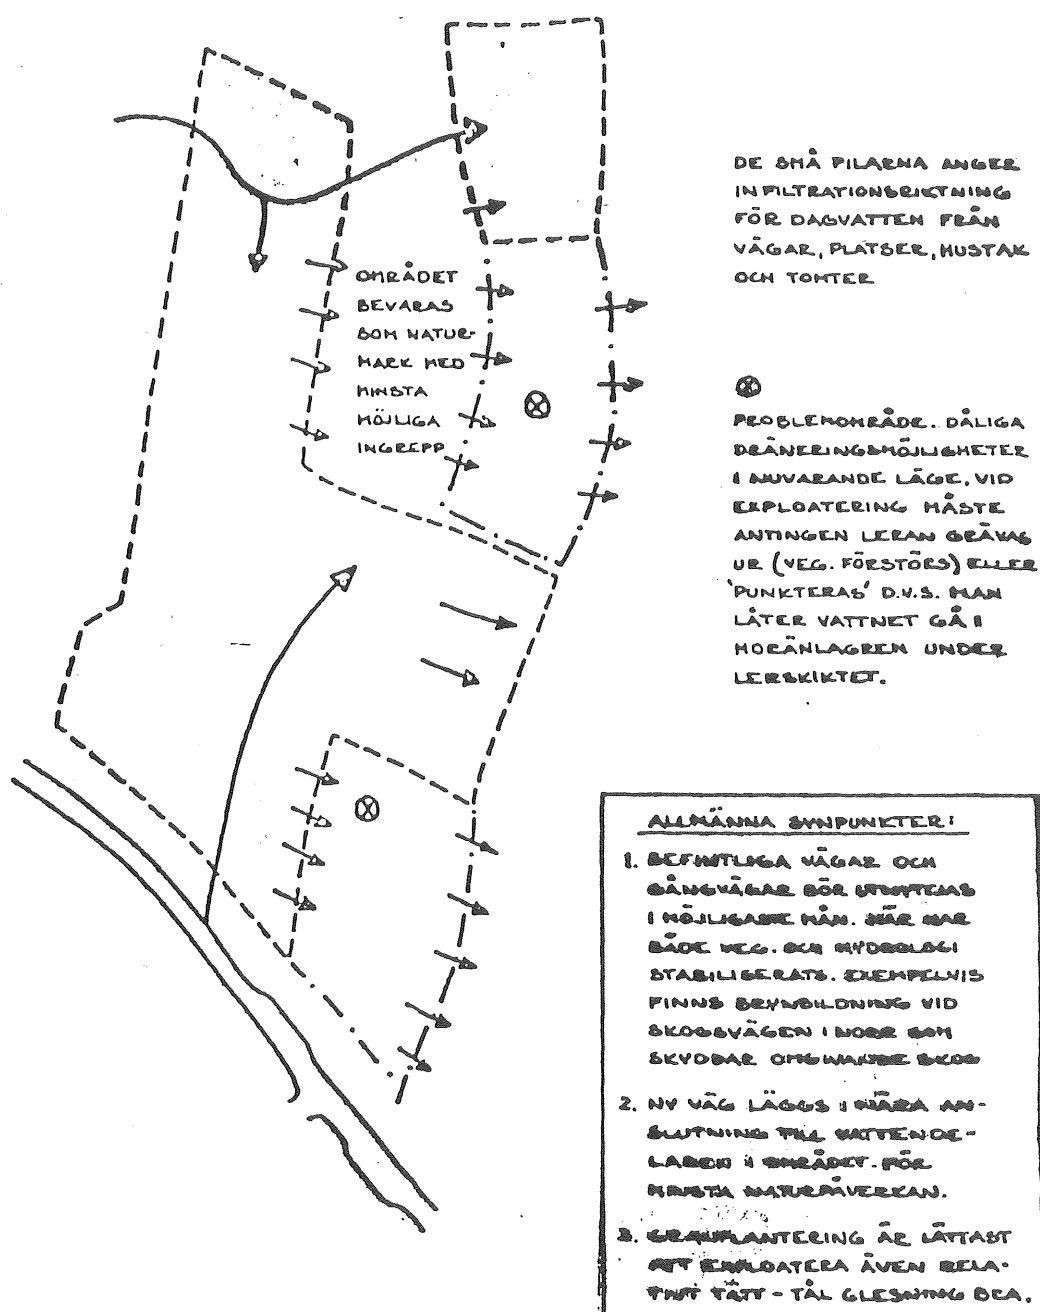 DE SMÅ PILARNA ANGER
INFILTRATIONSRIKTNING
FÖR DAGVATTEN FRÅN
VÄGAR, PLATSER, HUSTAK
OCH TOMTER
OMRÅDET
BEVARAS
SOM NATUR-
MARK MED
MINSTA
MÖJLIGA
INGREPP
PROBLEMOMRÅDE. DÅLIGA
DRÄNERINGSMÖJLIGHETER
I NUVARANDE LÄGE, VID
EXPLOATERING MÅSTE
ANTINGEN LERAN GRÄVAS
UR (VEG. FÖRSTÖRS) ELLER
'PUNKTERAS' D.V.S. MAN
LÅTER VATTNET GÅ I
MORÄNLAGREN UNDER
LERSKIKTET.
ALLMÄNNA SYNPUNKTER:
1. BEFINTLIGA VÄGAR OCH
GÅNGVÄGAR BÖR UTNYTTJAS
I MÖJLIGASTE MÅN. HÄR HAR
BÅDE VEG. OCH HYDROLOGI
STABILISERATS. EXEMPELVIS
FINNS BRYNBILDNING VID
SKOGSVÄGEN I NORR SOM
SKYDDAR OMGIVANDE SKOG
2. NY VÄG LÄGGS I NÄRA AN-
SLUTNING TILL VATTENDE-
LAREN I OMRÅDET. FÖR
MINSTA NATURPÅVERKAN.
3. GRANPLANTERING ÄR LÄTTAST
ATT EXPLOATERA ÄVEN RELA-
TIVT TÄTT - TÅL GLESNING BRA.